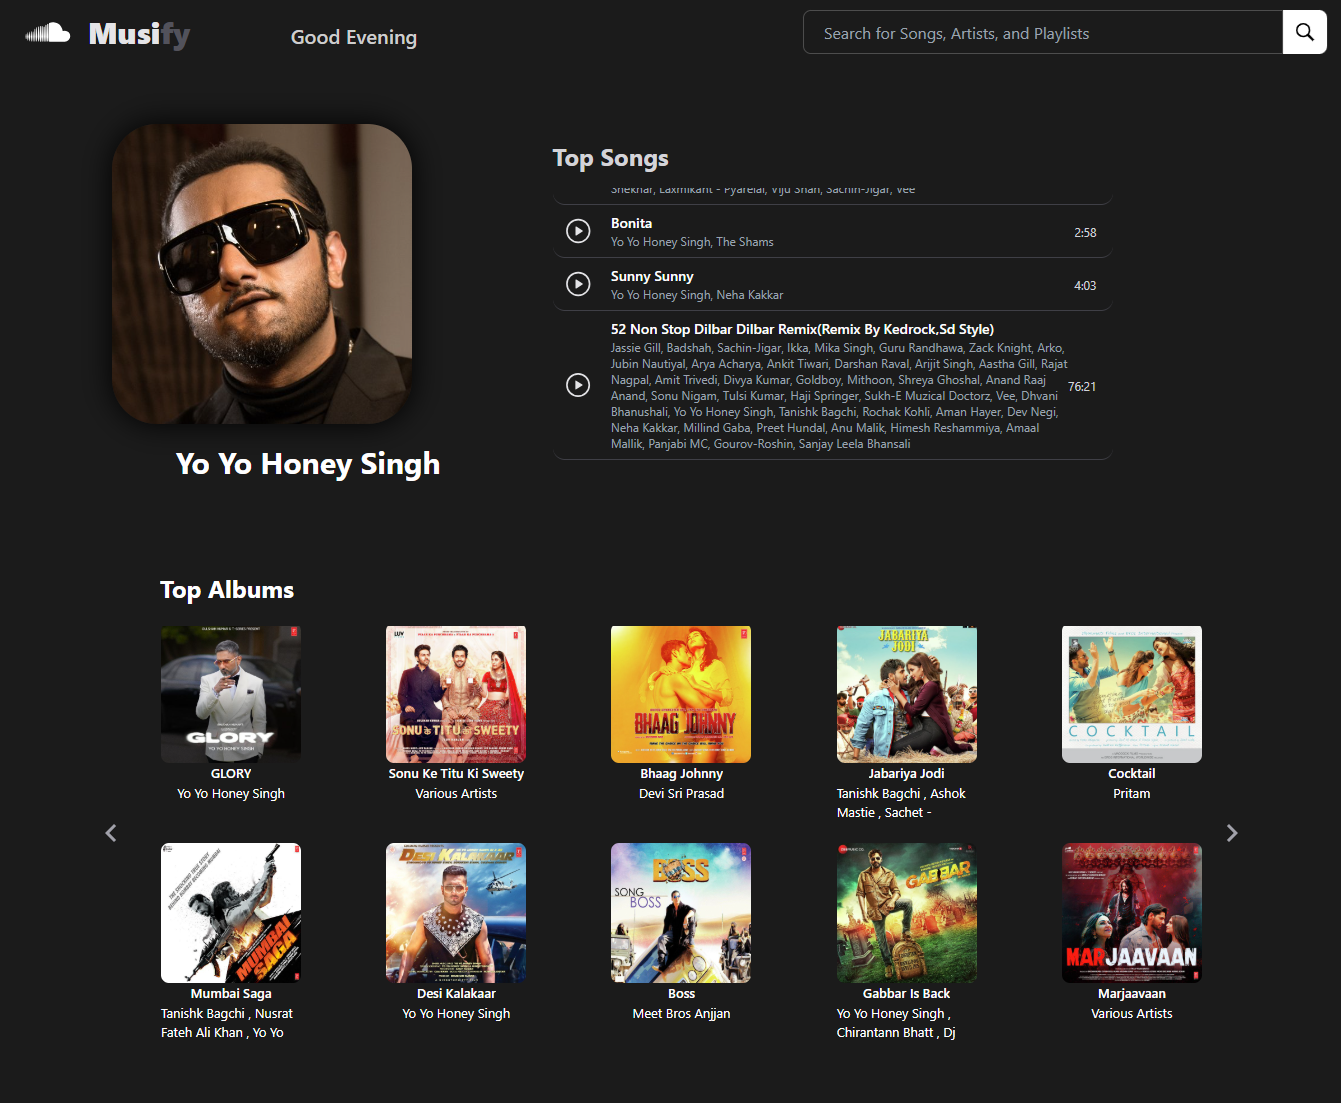 Musify
Good Evening
Search for Songs, Artists, and Playlists
Top Songs
Shekhar, Laxmikant - Pyarelal, Viju Shah, Sachin-Jigar, Vee
Bonita
Yo Yo Honey Singh, The Shams
2:58
Sunny Sunny
Yo Yo Honey Singh, Neha Kakkar
4:03
52 Non Stop Dilbar Dilbar Remix(Remix By Kedrock,Sd Style)
Jassie Gill, Badshah, Sachin-Jigar, Ikka, Mika Singh, Guru Randhawa, Zack Knight, Arko,
Jubin Nautiyal, Arya Acharya, Ankit Tiwari, Darshan Raval, Arijit Singh, Aastha Gill, Rajat
Nagpal, Amit Trivedi, Divya Kumar, Goldboy, Mithoon, Shreya Ghoshal, Anand Raaj
76:21
Anand, Sonu Nigam, Tulsi Kumar, Haji Springer, Sukh-E Muzical Doctorz, Vee, Dhvani
Bhanushali, Yo Yo Honey Singh, Tanishk Bagchi, Rochak Kohli, Aman Hayer, Dev Negi,
Neha Kakkar, Millind Gaba, Preet Hundal, Anu Malik, Himesh Reshammiya, Amaal
Mallik, Panjabi MC, Gourov-Roshin, Sanjay Leela Bhansali
Yo Yo Honey Singh
Top Albums
GLORY
YO YO HONEY SINGH
GLORY
Yo Yo Honey Singh
LUV
SONU के TITU की SWEETY
Sonu Ke Titu Ki Sweety
Various Artists
BHAAG JOHNNY
Bhaag Johnny
Devi Sri Prasad
JABARIYA
JODI
Jabariya Jodi
Tanishk Bagchi , Ashok
Mastie , Sachet -
COCKTAIL
Cocktail
Pritam
MUMBAI
SAGA
Mumbai Saga
Tanishk Bagchi , Nusrat
Fateh Ali Khan , Yo Yo
DESI KALAKAAR
Desi Kalakaar
Yo Yo Honey Singh
BOSS
SONG
BOSS
Boss
Meet Bros Anjjan
GABBAR
Gabbar Is Back
Yo Yo Honey Singh ,
Chirantann Bhatt , Dj
MARJAAVAAN
Marjaavaan
Various Artists